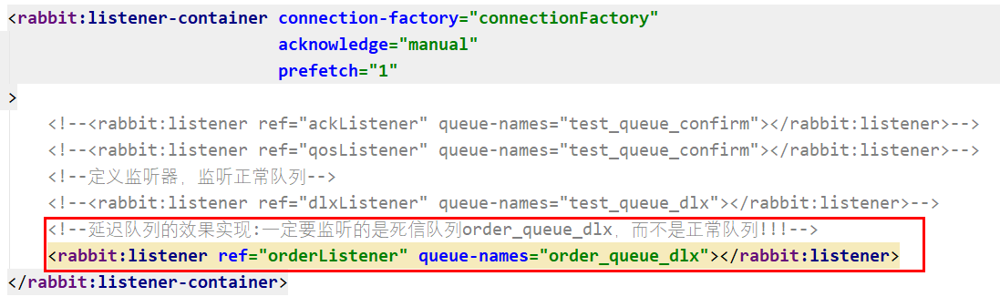 <rabbit:listener-container connection-factory="connectionFactory"
acknowledge="manual"
prefetch="1"
>
<!--<rabbit:listener ref="ackListener" queue-names="test_queue_confirm"></rabbit:listener>-->
<!--<rabbit:listener ref="qosListener" queue-names="test_queue_confirm"></rabbit:listener>-->
<!--定义监听器，监听正常队列-->
<!--<rabbit:listener ref="dlxListener" queue-names="test_queue_dlx"></rabbit:listener>-->
<!--延迟队列的效果实现:一定要监听的是死信队列order_queue_dlx，而不是正常队列!!!-->
<rabbit:listener ref="orderListener" queue-names="order_queue_dlx"></rabbit:listener>
</rabbit:listener-container>